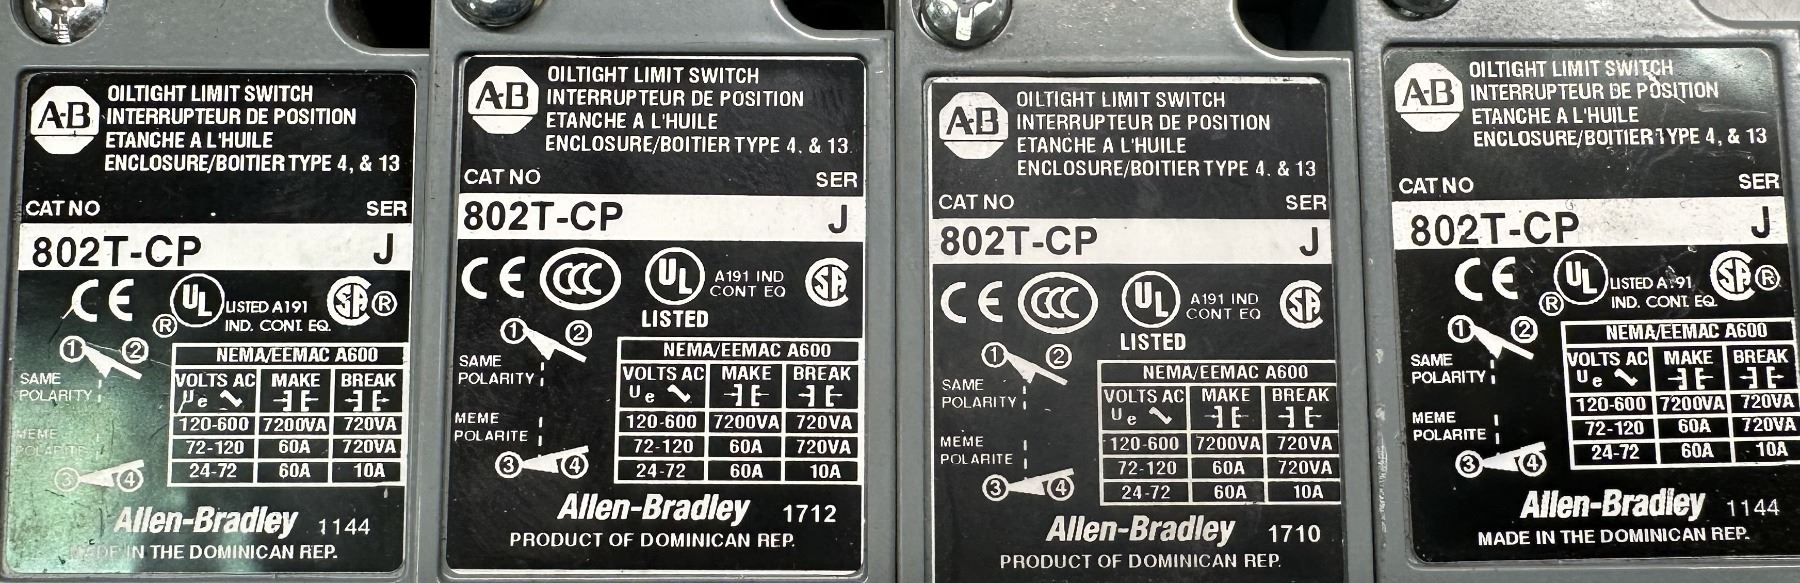 A-B
OILTIGHT LIMIT SWITCH
INTERRUPTEUR DE POSITION
ETANCHE A L'HUILE
ENCLOSURE/BOITIER TYPE 4, & 13
CAT NO SER
802T-CP J
CE UL LISTED A191 SA ®
® IND. CONT. EQ.
1 2
SAME
POLARITY
MEME
POLARITE
3 4
NEMA/EEMAC A600
VOLTS AC MAKE BREAK
Ue
120-600 7200VA 720VA
72-120 60A 720VA
24-72 60A 10A
Allen-Bradley 1144
MADE IN THE DOMINICAN REP.
A-B
OILTIGHT LIMIT SWITCH
INTERRUPTEUR DE POSITION
ETANCHE A L'HUILE
ENCLOSURE/BOITIER TYPE 4, & 13
CAT NO SER
802T-CP J
CE CCC UL A191 IND SA
CONT EQ
LISTED
1 2
SAME
POLARITY
MEME
POLARITE
3 4
NEMA/EEMAC A600
VOLTS AC MAKE BREAK
Ue
120-600 7200VA 720VA
72-120 60A 720VA
24-72 60A 10A
Allen-Bradley 1712
PRODUCT OF DOMINICAN REP.
A-B
OILTIGHT LIMIT SWITCH
INTERRUPTEUR DE POSITION
ETANCHE A L'HUILE
ENCLOSURE/BOITIER TYPE 4. & 13
CAT NO SER
802T-CP J
CE CCC UL A191 IND SA
CONT EQ
LISTED
1 2
SAME
POLARITY
MEME
POLARITE
3 4
NEMA/EEMAC A600
VOLTS AC MAKE BREAK
Ue
120-600 7200VA 720VA
72-120 60A 720VA
24-72 60A 10A
Allen-Bradley 1710
PRODUCT OF DOMINICAN REP.
A-B
OILTIGHT LIMIT SWITCH
INTERRUPTEUR DE POSITION
ETANCHE A L'HUILE
ENCLOSURE/BOITIER TYPE 4, & 13
CAT NO SER
802T-CP J
CE UL LISTED A191 SA ®
® IND. CONT. EQ.
1 2
SAME
POLARITY
MEME
POLARITE
3 4
NEMA/EEMAC A600
VOLTS AC MAKE BREAK
Ue
120-600 7200VA 720VA
72-120 60A 720VA
24-72 60A 10A
Allen-Bradley 1144
MADE IN THE DOMINICAN REP.